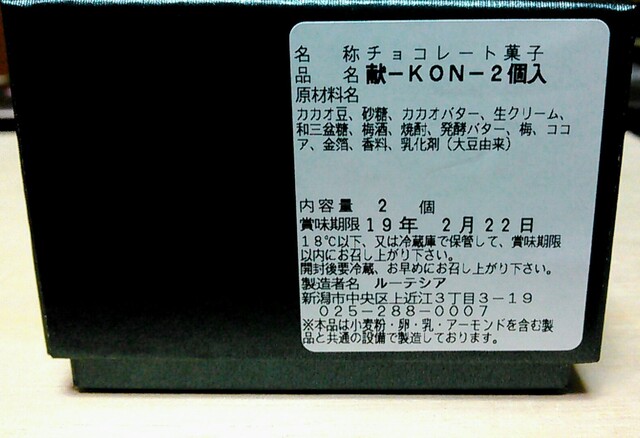 名　称 チョコレート菓子
品　名 献－ＫＯＮ－２個入
原材料名
カカオ豆、砂糖、カカオバター、生クリーム、
和三盆糖、梅酒、焼酎、発酵バター、梅、ココ
ア、金箔、香料、乳化剤（大豆由来）
内容量　２　個
賞味期限 １９年　２月２２日
１８℃以下、又は冷蔵庫で保管して、賞味期限
以内にお召し上がり下さい。
開封後要冷蔵、お早めにお召し上がり下さい。
製造者名　ルーテシア
新潟市中央区上近江３丁目３－１９
０２５－２８８－０００７
※本品は小麦粉・卵・乳・アーモンドを含む製
品と共通の設備で製造しております。